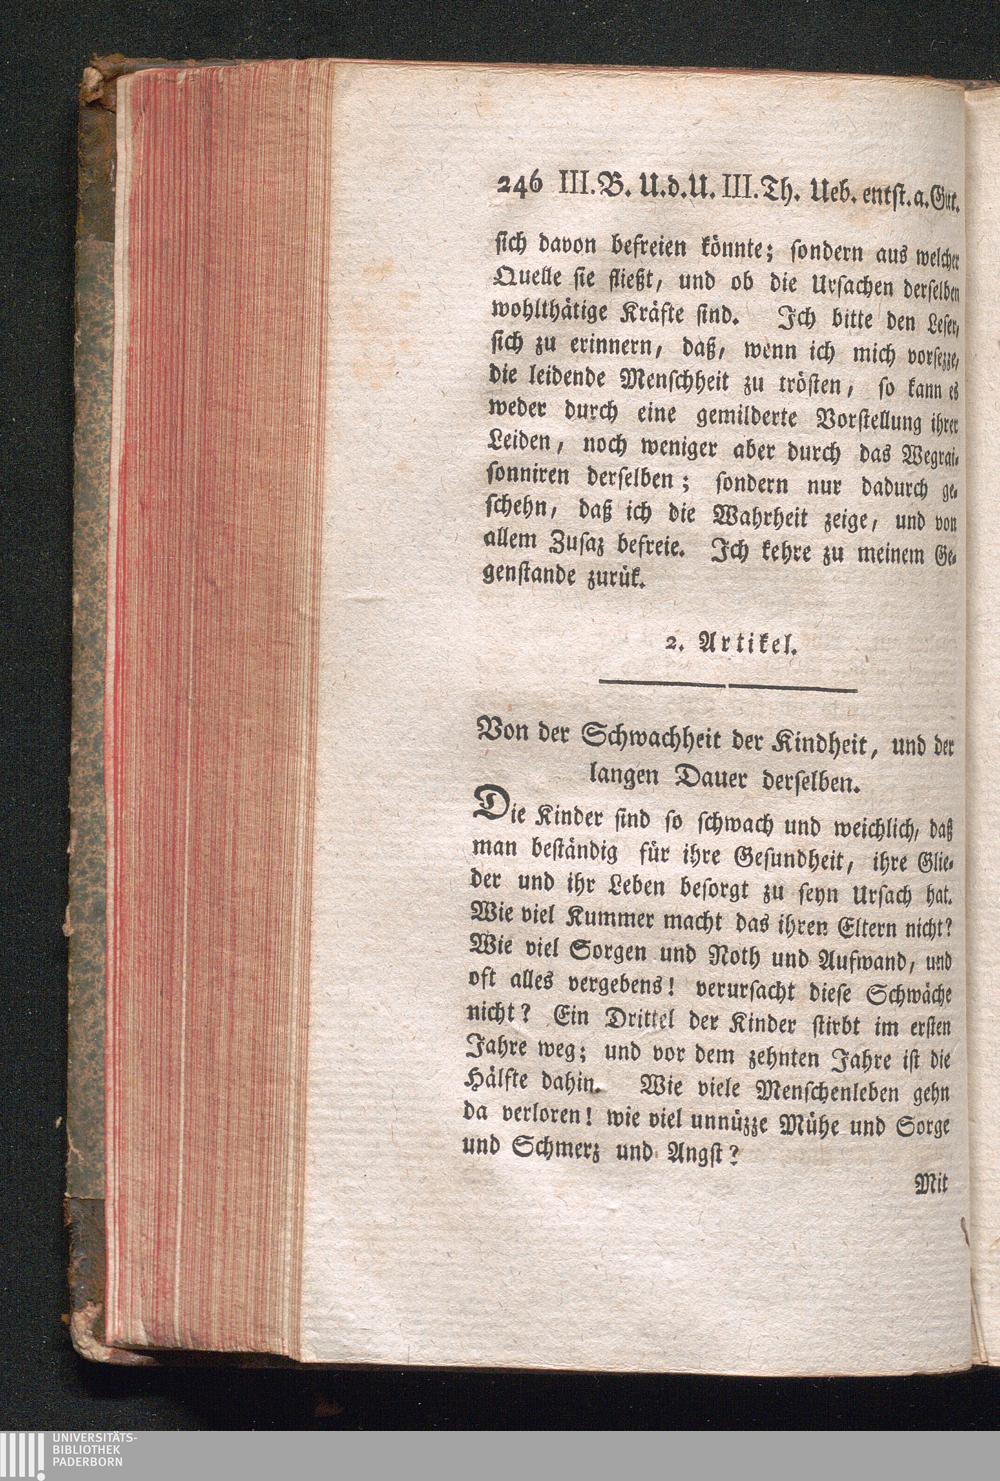 246 III.B. U.d.U. III.Th. Ueb. entst. a. Gut.
sich davon befreien könnte; sondern aus welcher
Quelle sie fließt, und ob die Ursachen derselben
wohlthätige Kräfte sind. Ich bitte den Leser,
sich zu erinnern, daß, wenn ich mich vorsezze,
die leidende Menschheit zu trösten, so kann es
weder durch eine gemilderte Vorstellung ihrer
Leiden, noch weniger aber durch das Wegrai-
sonniren derselben; sondern nur dadurch ge-
schehn, daß ich die Wahrheit zeige, und von
allem Zusaz befreie. Ich kehre zu meinem Ge-
genstande zurük.
2. Artikel.
Von der Schwachheit der Kindheit, und der
langen Dauer derselben.
Die Kinder sind so schwach und weichlich, daß
man beständig für ihre Gesundheit, ihre Glie-
der und ihr Leben besorgt zu seyn Ursach hat.
Wie viel Kummer macht das ihren Eltern nicht?
Wie viel Sorgen und Noth und Aufwand, und
oft alles vergebens! verursacht diese Schwäche
nicht? Ein Drittel der Kinder stirbt im ersten
Jahre weg; und vor dem zehnten Jahre ist die
Hälfte dahin. Wie viele Menschenleben gehn
da verloren! wie viel unnüzze Mühe und Sorge
und Schmerz und Angst?
Mit
UNIVERSITÄTS-
BIBLIOTHEK
PADERBORN